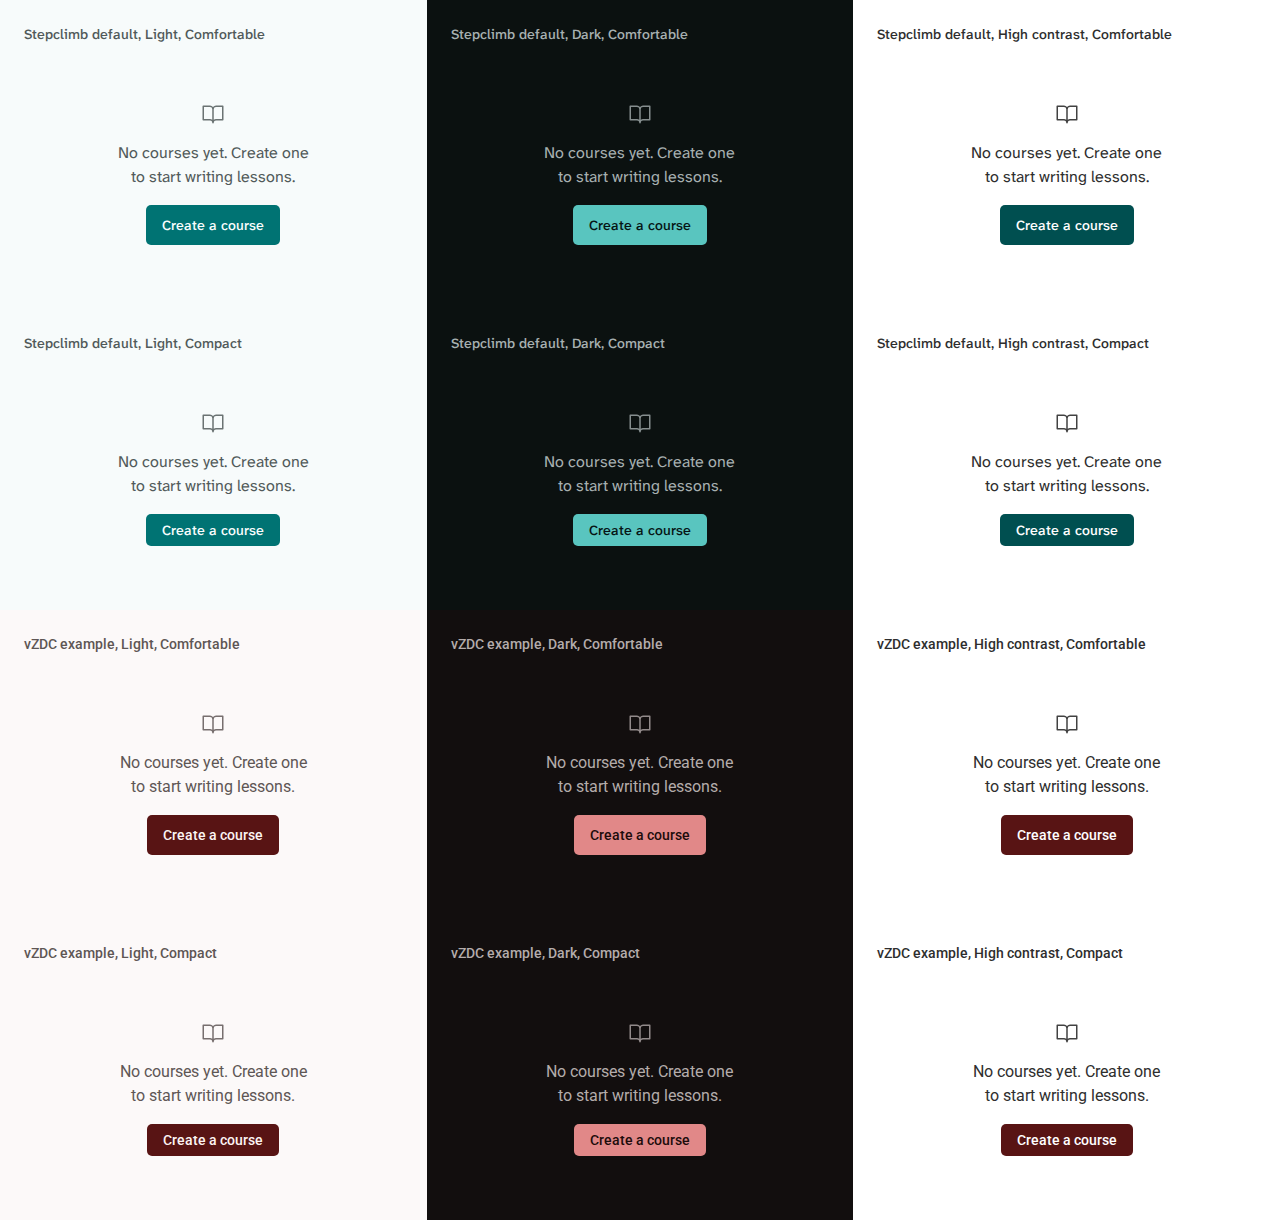 Stepclimb default, Light, Comfortable
No courses yet. Create one
to start writing lessons.
Create a course
Stepclimb default, Dark, Comfortable
No courses yet. Create one
to start writing lessons.
Create a course
Stepclimb default, High contrast, Comfortable
No courses yet. Create one
to start writing lessons.
Create a course
Stepclimb default, Light, Compact
No courses yet. Create one
to start writing lessons.
Create a course
Stepclimb default, Dark, Compact
No courses yet. Create one
to start writing lessons.
Create a course
Stepclimb default, High contrast, Compact
No courses yet. Create one
to start writing lessons.
Create a course
vZDC example, Light, Comfortable
No courses yet. Create one
to start writing lessons.
Create a course
vZDC example, Dark, Comfortable
No courses yet. Create one
to start writing lessons.
Create a course
vZDC example, High contrast, Comfortable
No courses yet. Create one
to start writing lessons.
Create a course
vZDC example, Light, Compact
No courses yet. Create one
to start writing lessons.
Create a course
vZDC example, Dark, Compact
No courses yet. Create one
to start writing lessons.
Create a course
vZDC example, High contrast, Compact
No courses yet. Create one
to start writing lessons.
Create a course